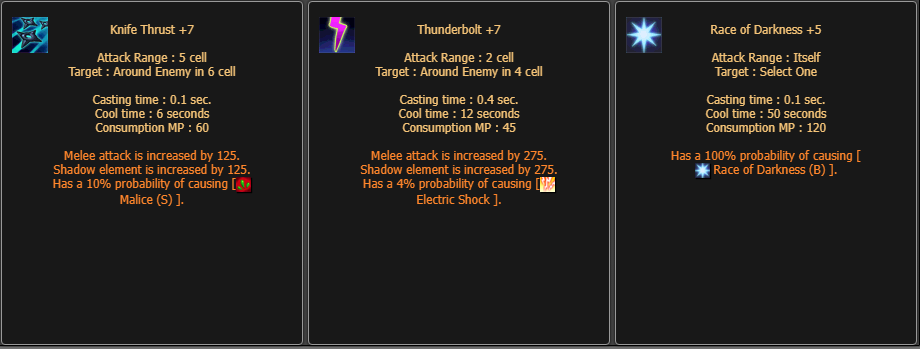 Knife Thrust +7
Attack Range : 5 cell
Target : Around Enemy in 6 cell
Casting time : 0.1 sec.
Cool time : 6 seconds
Consumption MP : 60
Melee attack is increased by 125.
Shadow element is increased by 125.
Has a 10% probability of causing [
Malice (S) ].
Thunderbolt +7
Attack Range : 2 cell
Target : Around Enemy in 4 cell
Casting time : 0.4 sec.
Cool time : 12 seconds
Consumption MP : 45
Melee attack is increased by 275.
Shadow element is increased by 275.
Has a 4% probability of causing [
Electric Shock ].
Race of Darkness +5
Attack Range : Itself
Target : Select One
Casting time : 0.1 sec.
Cool time : 50 seconds
Consumption MP : 120
Has a 100% probability of causing [
Race of Darkness (B) ].